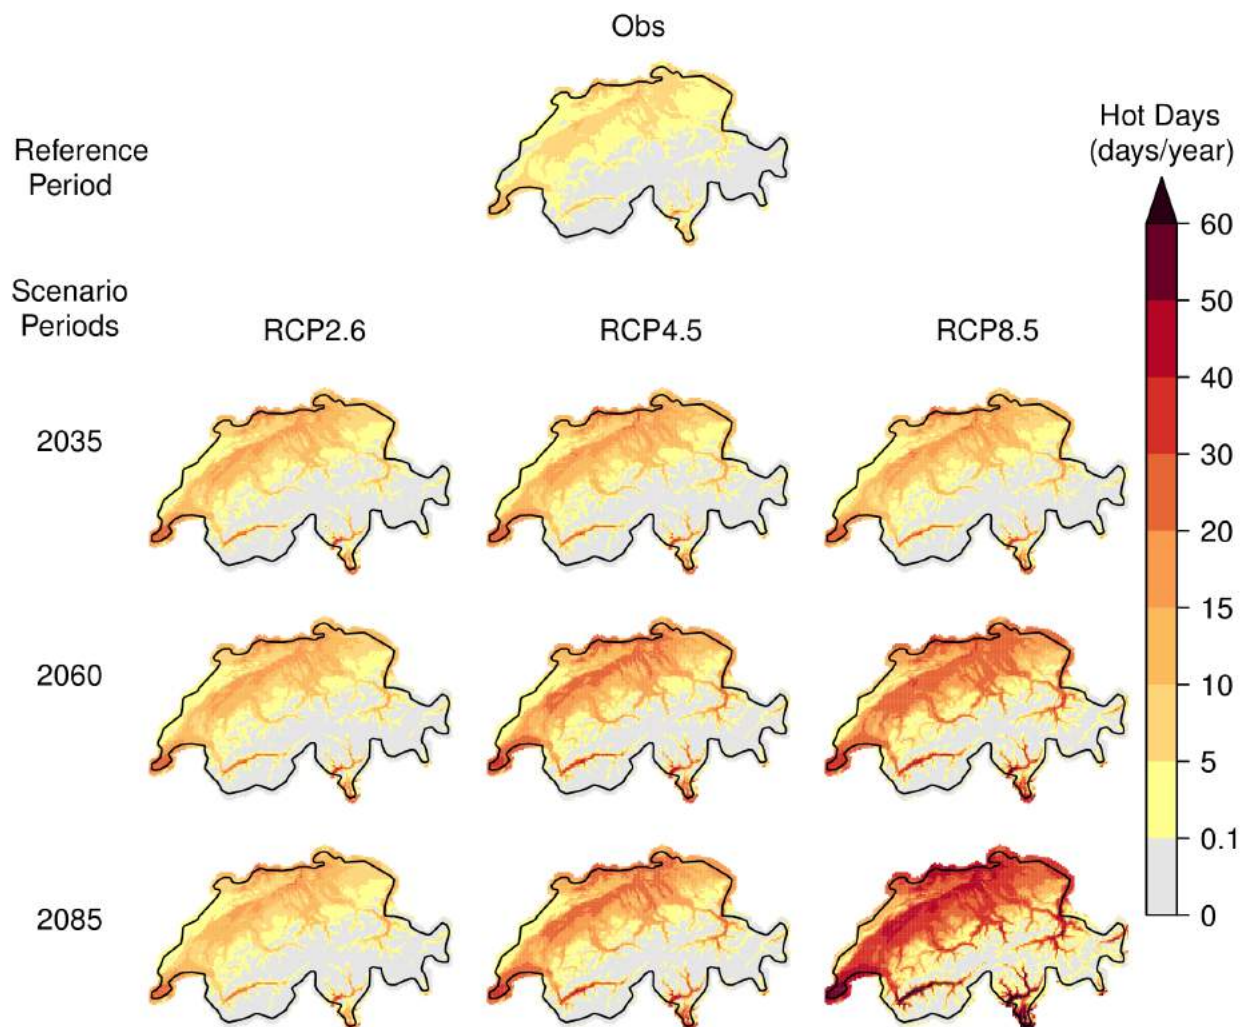 Obs
Reference
Period
Hot Days
(days/year)
Scenario
Periods
RCP2.6
RCP4.5
RCP8.5
2035
2060
2085
60
50
40
30
20
15
10
5
0.1
0